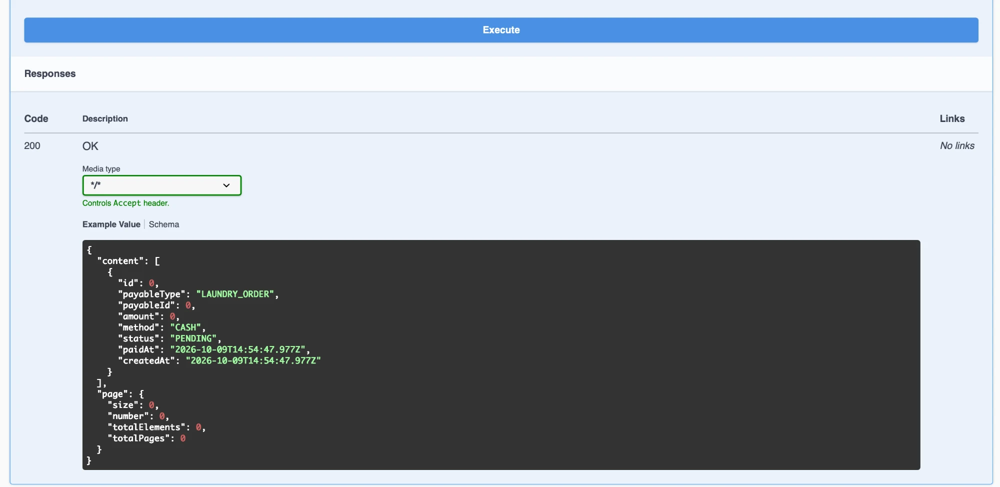 Execute
Responses
Code Description Links
200 OK No links
Media type
*/*
Controls Accept header.
Example Value Schema
{
  "content": [
    {
      "id": 0,
      "payableType": "LAUNDRY_ORDER",
      "payableId": 0,
      "amount": 0,
      "method": "CASH",
      "status": "PENDING",
      "paidAt": "2026-10-09T14:54:47.977Z",
      "createdAt": "2026-10-09T14:54:47.977Z"
    }
  ],
  "page": {
    "size": 0,
    "number": 0,
    "totalElements": 0,
    "totalPages": 0
  }
}